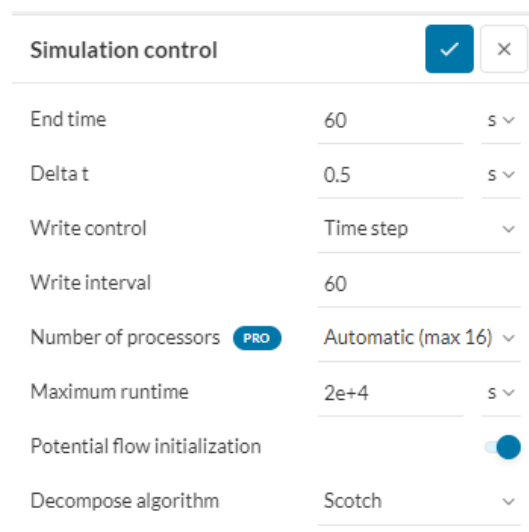 Simulation control
End time 60 s
Delta t 0.5 s
Write control Time step
Write interval 60
Number of processors PRO Automatic (max 16)
Maximum runtime 2e+4 s
Potential flow initialization
Decompose algorithm Scotch